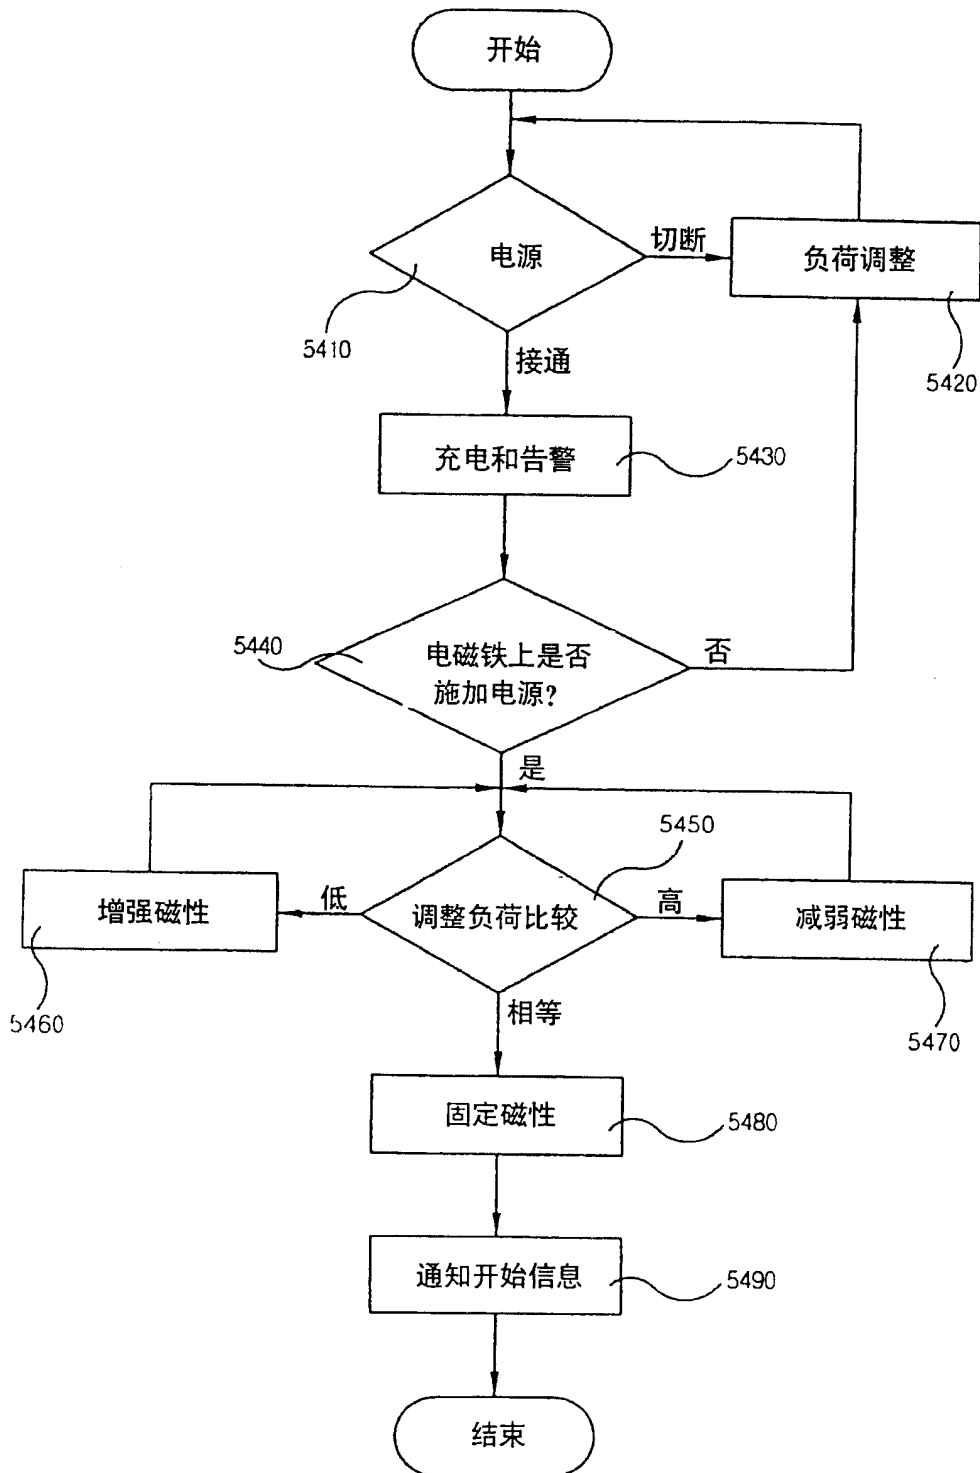 开始
电源
切断
负荷调整
5410
接通
5420
充电和告警
5430
5440
电磁铁上是否
施加电源?
否
是
5450
增强磁性
低
调整负荷比较
高
减弱磁性
5460
相等
5470
固定磁性
5480
通知开始信息
5490
结束